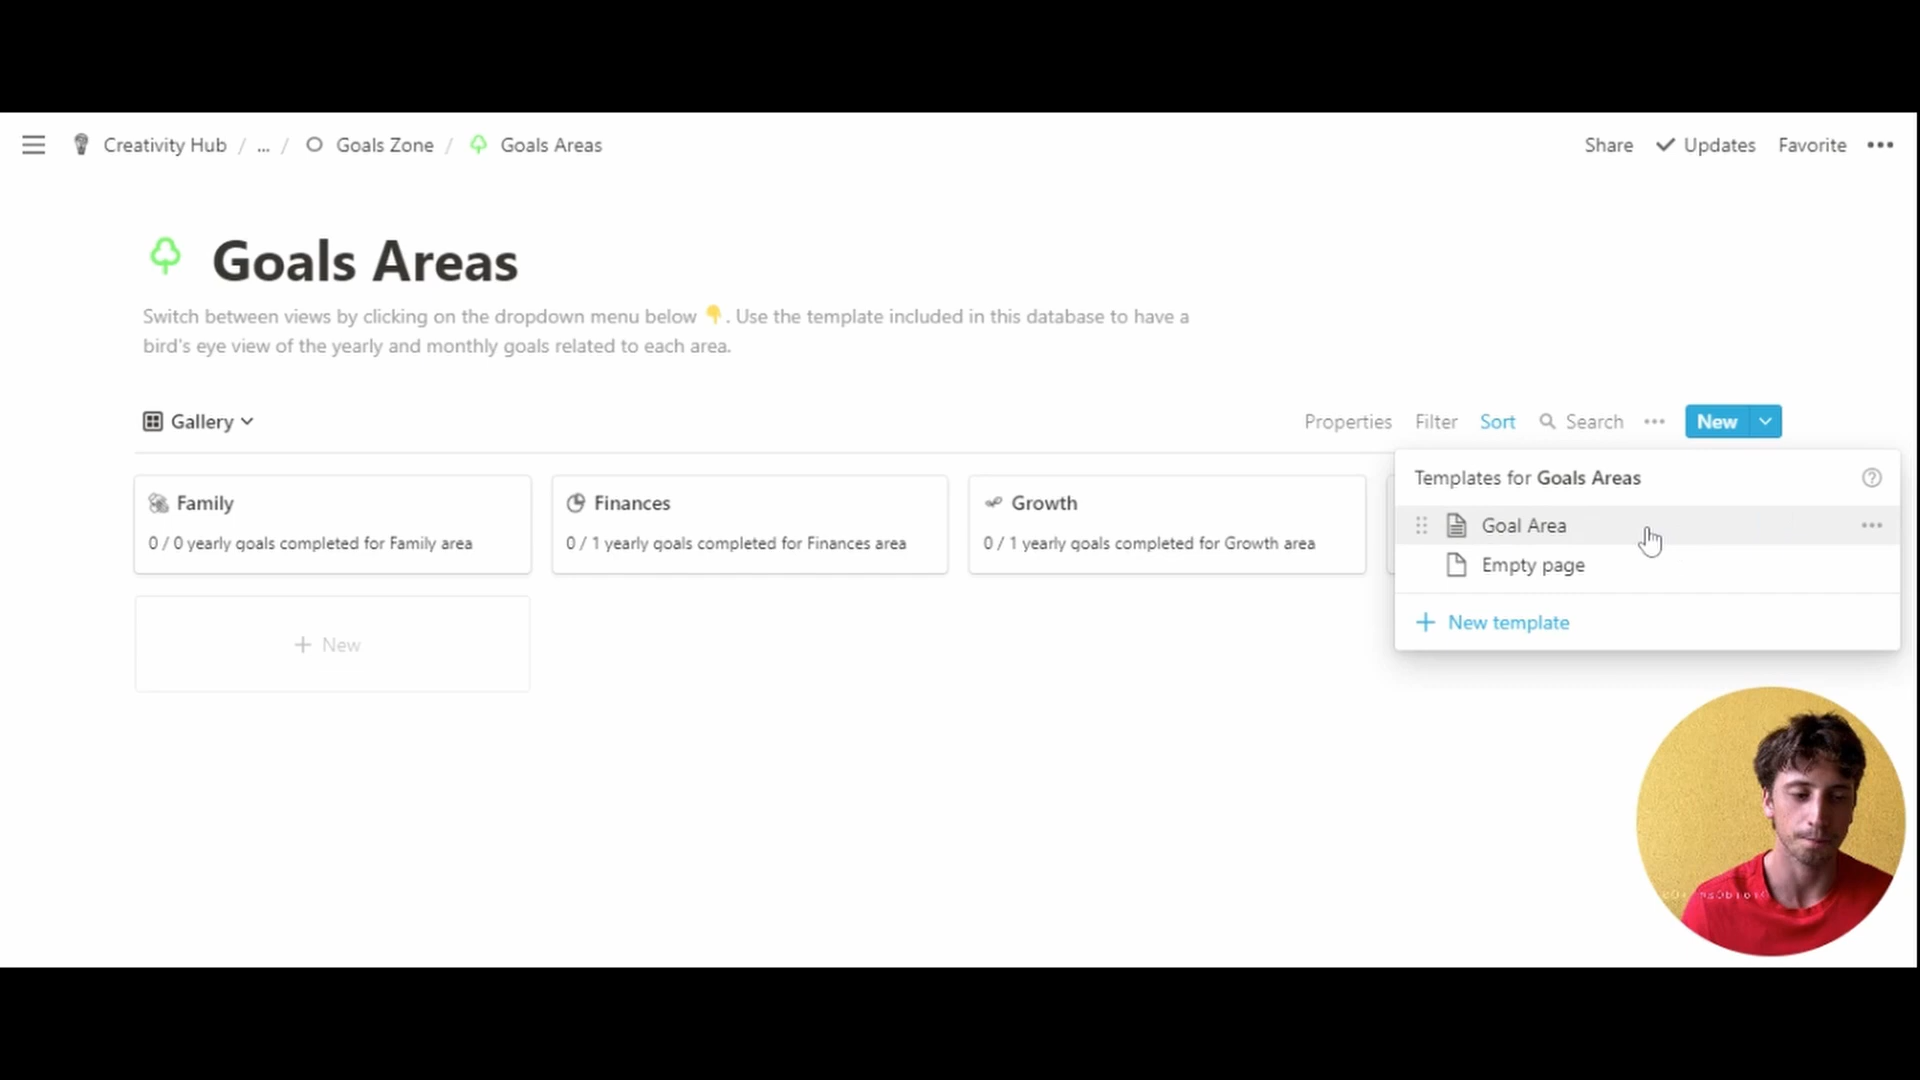 Creativity Hub / ... / Goals Zone / Goals Areas
Share Updates Favorite
Goals Areas
Switch between views by clicking on the dropdown menu below 👇. Use the template included in this database to have a
bird's eye view of the yearly and monthly goals related to each area.
Gallery
Properties Filter Sort Search ... New
Family
0 / 0 yearly goals completed for Family area
Finances
0 / 1 yearly goals completed for Finances area
Growth
0 / 1 yearly goals completed for Growth area
+ New
Templates for Goals Areas
Goal Area
Empty page
+ New template